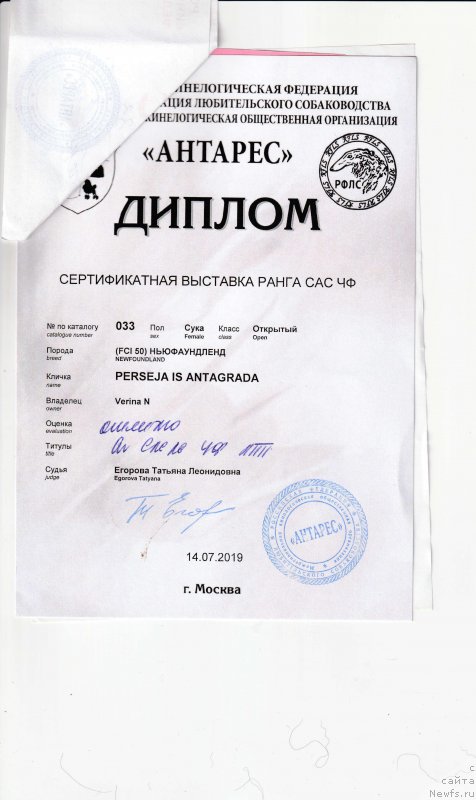 ИНЕЛОГИЧЕСКАЯ ФЕДЕРАЦИЯ
АЦИЯ ЛЮБИТЕЛЬСКОГО СОБАКОВОДСТВА
КИНЕЛОГИЧЕСКАЯ ОБЩЕСТВЕННАЯ ОРГАНИЗАЦИЯ
«АНТАРЕС»
РФЛС
ДИПЛОМ
СЕРТИФИКАТНАЯ ВЫСТАВКА РАНГА САС ЧФ
№ по каталогу 033 Пол Сука Класс Открытый
catalogue number sex Female class Open
Порода (FCI 50) НЬЮФАУНДЛЕНД
breed NEWFOUNDLAND
Кличка PERSEJA IS ANTAGRADA
name
Владелец Verina N
owner
Оценка отлично
evaluation
Титулы
title
Судья Егорова Татьяна Леонидовна
judge Egorova Tatyana
«АНТАРЕС»
14.07.2019
г. Москва
с
сайта
Newfs.ru